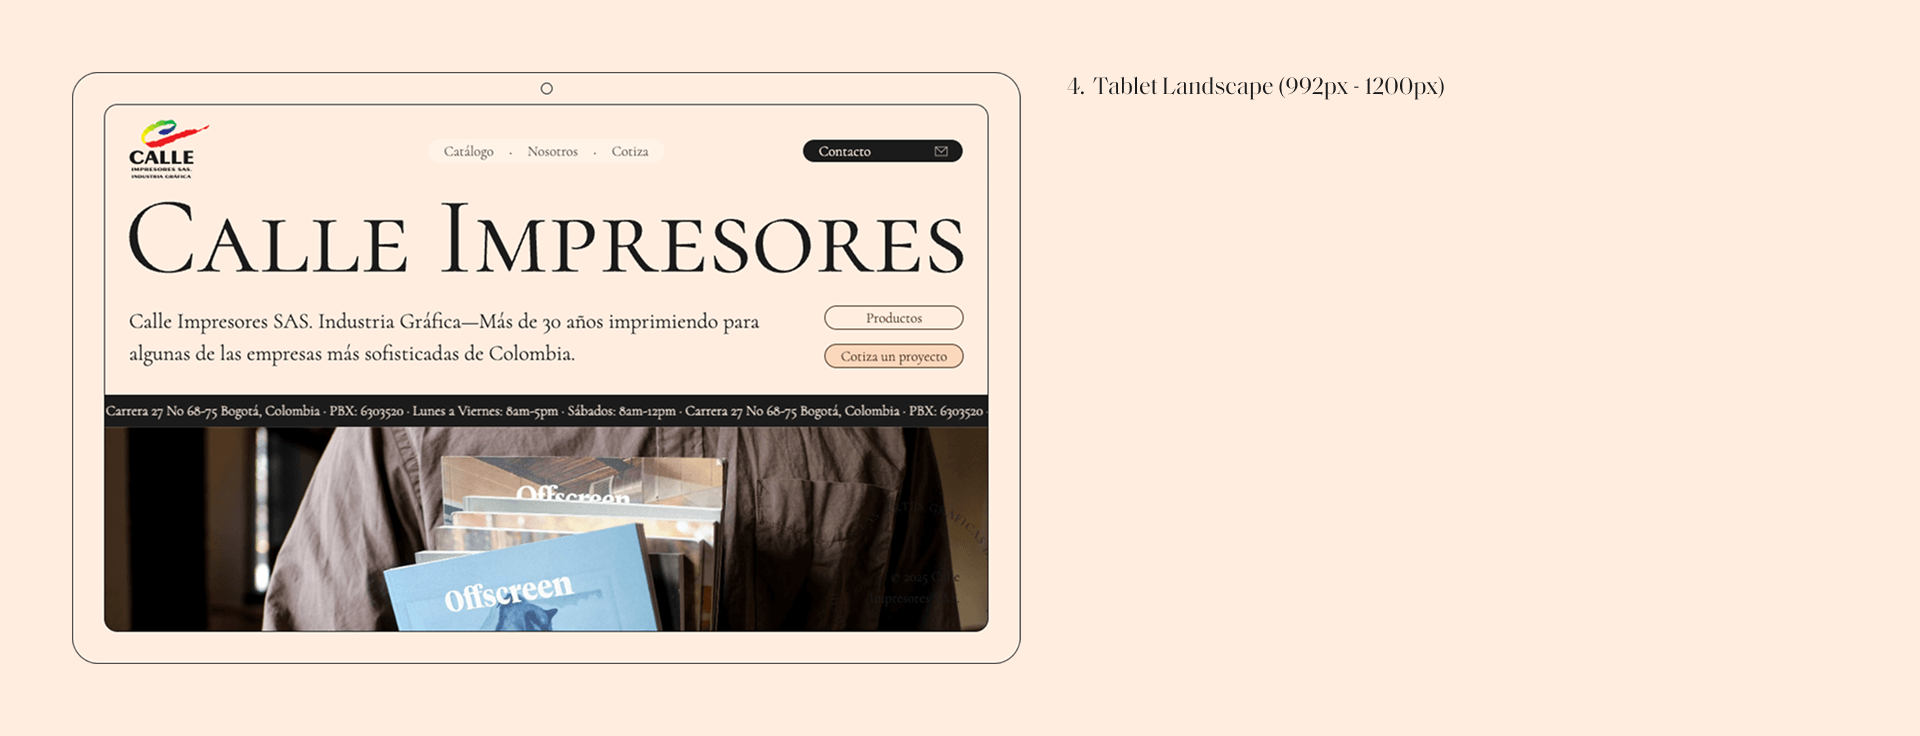 4. Tablet Landscape (992px - 1200px)
CALLE
IMPRESORES SAS.
INDUSTRIA GRÁFICA
Catálogo · Nosotros · Cotiza
Contacto
CALLE IMPRESORES
Calle Impresores SAS. Industria Gráfica—Más de 30 años imprimiendo para
algunas de las empresas más sofisticadas de Colombia.
Productos
Cotiza un proyecto
Carrera 27 No 68-75 Bogotá, Colombia · PBX: 6303520 · Lunes a Viernes: 8am-5pm · Sábados: 8am-12pm · Carrera 27 No 68-75 Bogotá, Colombia · PBX: 6303520 ·
Offscreen
Offscreen
© 2025 Calle
Impresores